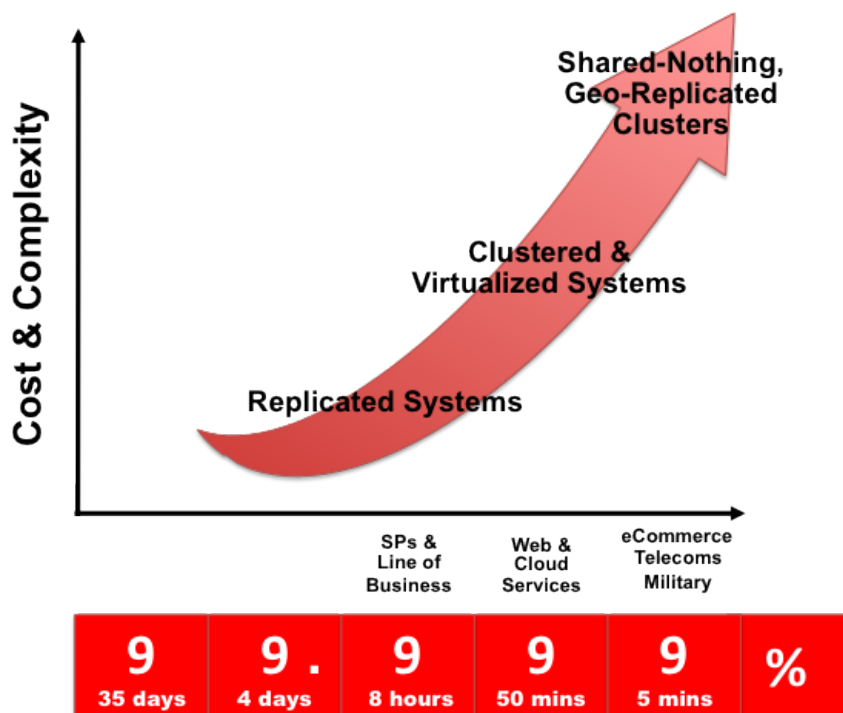 Cost & Complexity
Shared-Nothing,
Geo-Replicated
Clusters
Clustered &
Virtualized Systems
Replicated Systems
SPs &
Line of
Business
Web &
Cloud
Services
eCommerce
Telecoms
Military
9 9 . 9 9 9 %
35 days 4 days 8 hours 50 mins 5 mins